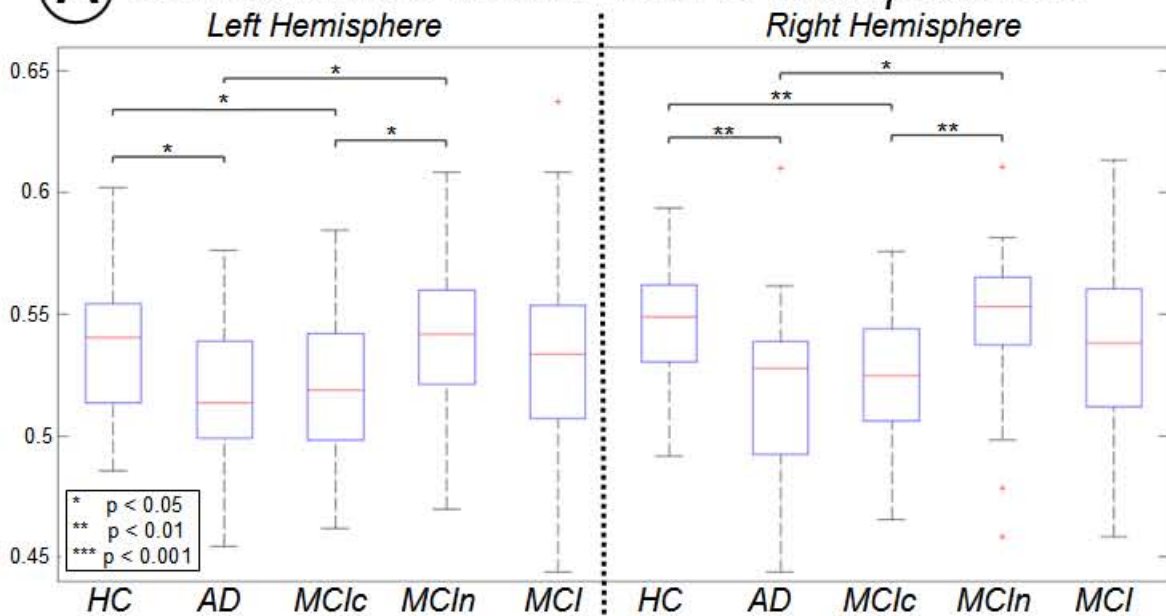 Left Hemisphere
Right Hemisphere
0.65
0.6
0.55
0.5
0.45
*
*
*
*
*
**
**
**
* p < 0.05
** p < 0.01
*** p < 0.001
HC AD MCIc MCIn MCI HC AD MCIc MCIn MCI